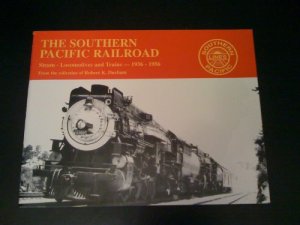 THE SOUTHERN
PACIFIC RAILROAD
Steam - Locomotives and Trains — 1936 - 1956
From the collection of Robert K. Durham
SOUTHERN
LINES
PACIFIC